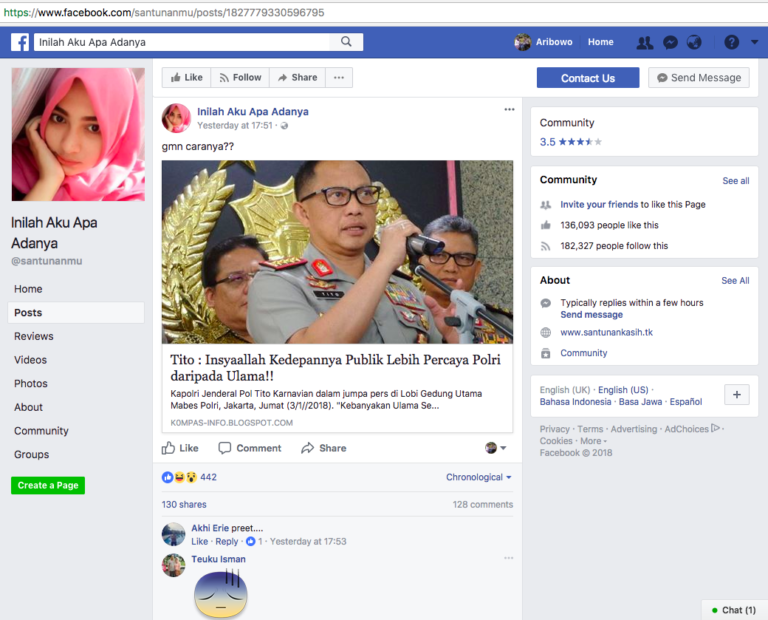 https://www.facebook.com/santunanmu/posts/1827779330596795
Inilah Aku Apa Adanya
Aribowo
Home
Like
Follow
Share
Contact Us
Send Message
Inilah Aku Apa Adanya
Yesterday at 17:51 ·
gmn caranya??
TITO
Tito : Insyaallah Kedepannya Publik Lebih Percaya Polri
daripada Ulama!!
Kapolri Jenderal Pol Tito Karnavian dalam jumpa pers di Lobi Gedung Utama
Mabes Polri, Jakarta, Jumat (3/1//2018). "Kebanyakan Ulama Se...
K0MPAS-INFO.BLOGSPOT.COM
Like
Comment
Share
442
Chronological
130 shares
128 comments
Akhi Erie preet....
Like · Reply · 1 · Yesterday at 17:53
Teuku Isman
Inilah Aku Apa
Adanya
@santunanmu
Home
Posts
Reviews
Videos
Photos
About
Community
Groups
Create a Page
Community
3.5
Community
See all
Invite your friends to like this Page
136,093 people like this
182,327 people follow this
About
See All
Typically replies within a few hours
Send message
www.santunankasih.tk
Community
English (UK) · English (US) ·
Bahasa Indonesia · Basa Jawa · Español
Privacy · Terms · Advertising · AdChoices ·
Cookies · More
Facebook © 2018
Chat (1)